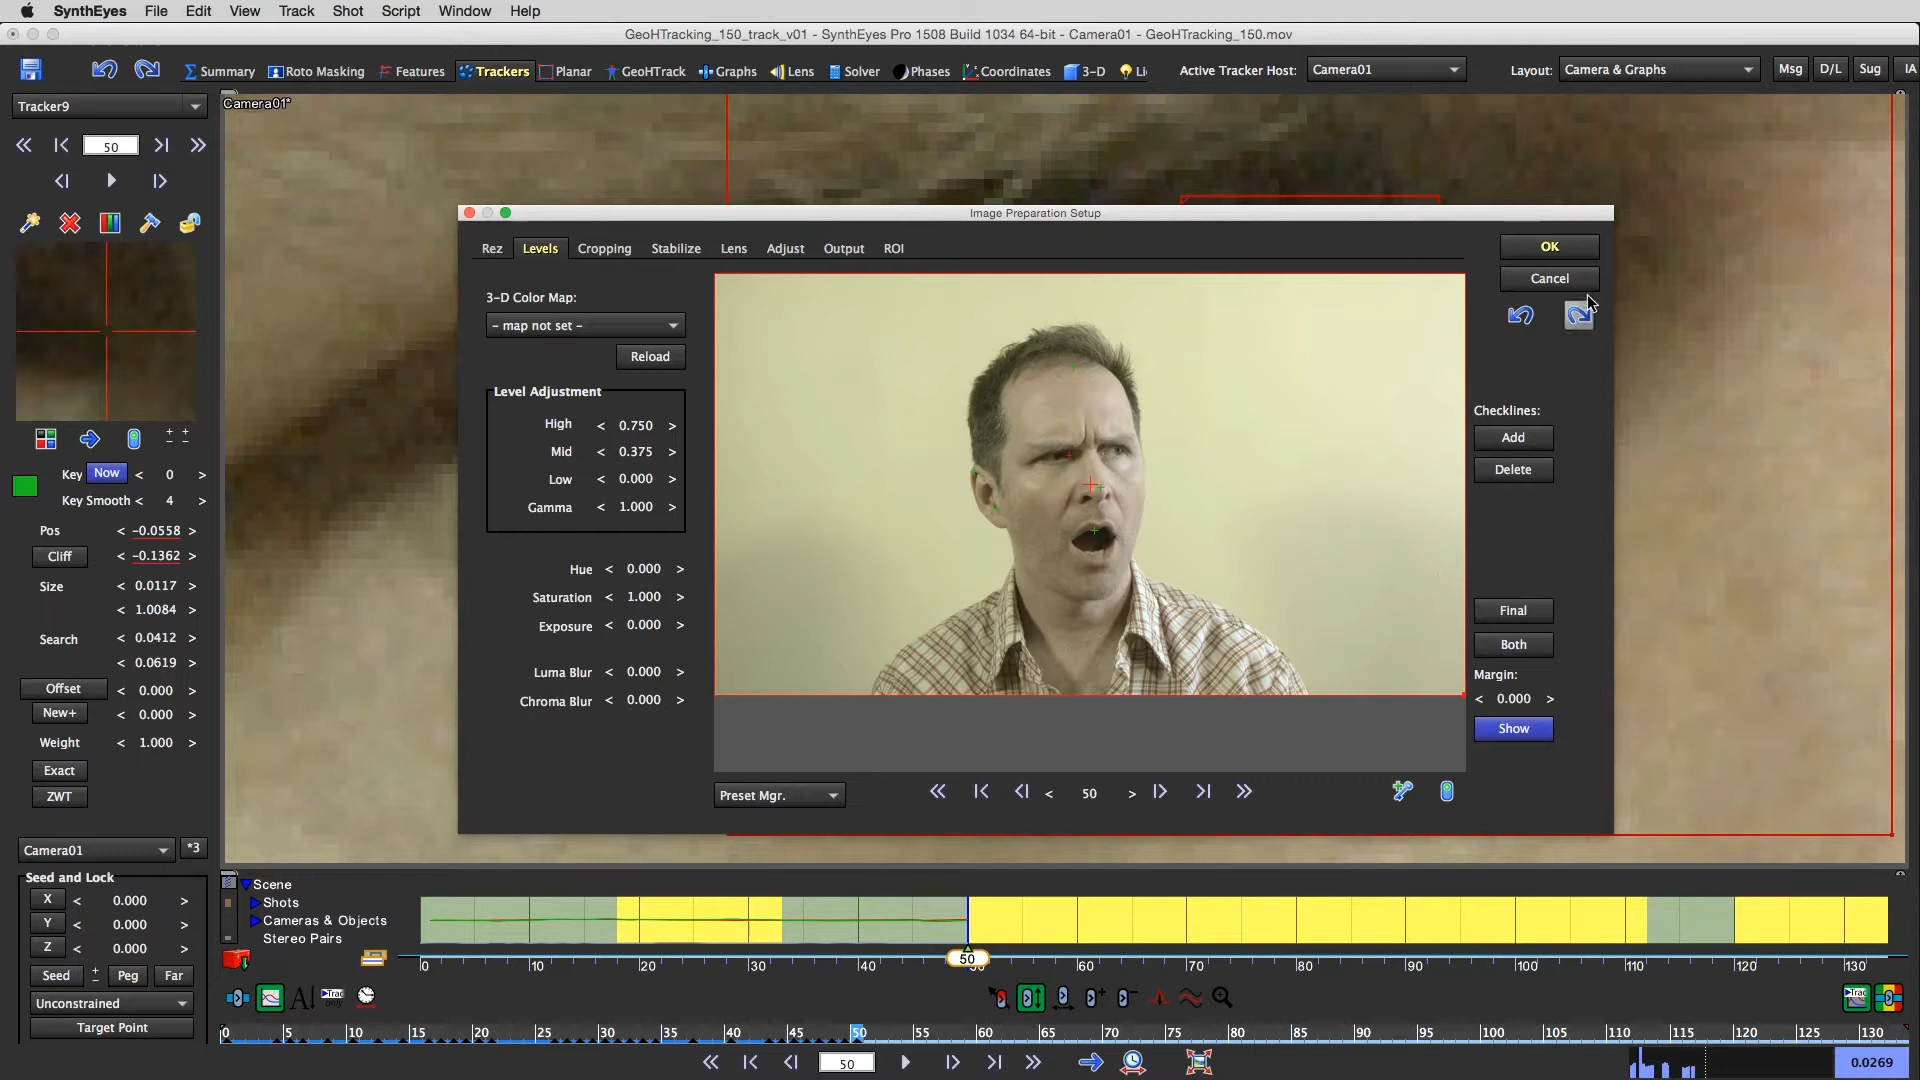 SynthEyes File Edit View Track Shot Script Window Help
GeoHTracking_150_track_v01 - SynthEyes Pro 1508 Build 1034 64-bit - Camera01 - GeoHTracking_150.mov
Summary Roto Masking Features Trackers Planar GeoHTrack Graphs Lens Solver Phases Coordinates 3-D Li Active Tracker Host: Camera01 Layout: Camera & Graphs Msg D/L Sug IA
Tracker9
Camera01*
50
Key Now < 0 >
Key Smooth < 4 >
Pos < -0.0558 >
Cliff < -0.1362 >
Size < 0.0117 >
< 1.0084 >
Search < 0.0412 >
< 0.0619 >
Offset < 0.000 >
New+ < 0.000 >
Weight < 1.000 >
Exact
ZWT
Camera01 *3
Seed and Lock
X < 0.000 >
Y < 0.000 >
Z < 0.000 >
Seed Peg Far
Unconstrained
Target Point
Image Preparation Setup
Rez Levels Cropping Stabilize Lens Adjust Output ROI
3-D Color Map:
- map not set -
Reload
Level Adjustment
High < 0.750 >
Mid < 0.375 >
Low < 0.000 >
Gamma < 1.000 >
Hue < 0.000 >
Saturation < 1.000 >
Exposure < 0.000 >
Luma Blur < 0.000 >
Chroma Blur < 0.000 >
Preset Mgr.
< 50 >
OK
Cancel
Checklines:
Add
Delete
Final
Both
Margin:
< 0.000 >
Show
Scene
Shots
Cameras & Objects
Stereo Pairs
0 10 20 30 40 50 60 70 80 90 100 110 120 130
50
0 5 10 15 20 25 30 35 40 45 50 55 60 65 70 75 80 85 90 95 100 105 110 115 120 125 130
50
0.0269